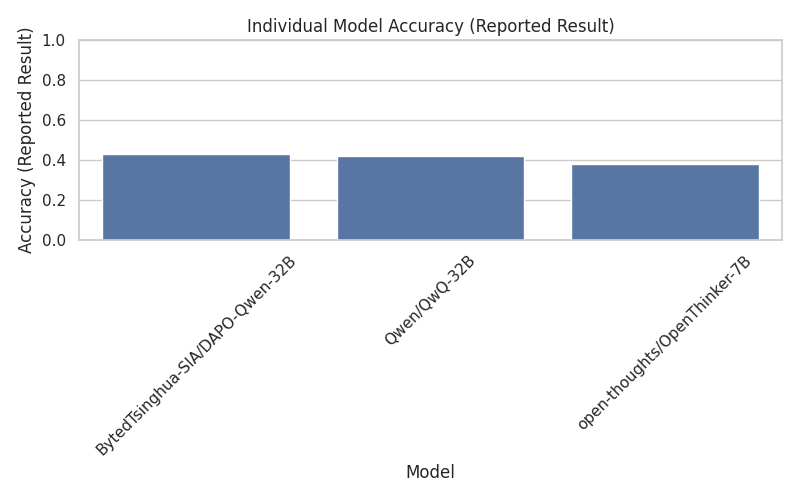 Individual Model Accuracy (Reported Result)
Accuracy (Reported Result)
1.0
0.8
0.6
0.4
0.2
0.0
BytedTsinghua-SIA/DAPO-Qwen-32B
Qwen/QwQ-32B
open-thoughts/OpenThinker-7B
Model